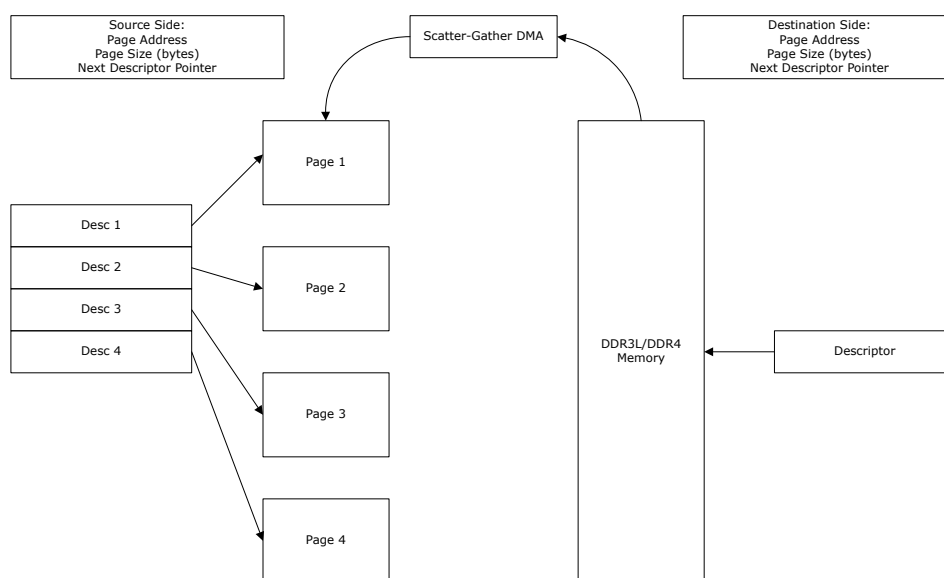 Source Side:
Page Address
Page Size (bytes)
Next Descriptor Pointer
Scatter-Gather DMA
Destination Side:
Page Address
Page Size (bytes)
Next Descriptor Pointer
Page 1
Desc 1
Desc 2
Desc 3
Desc 4
Page 2
DDR3L/DDR4
Memory
Descriptor
Page 3
Page 4